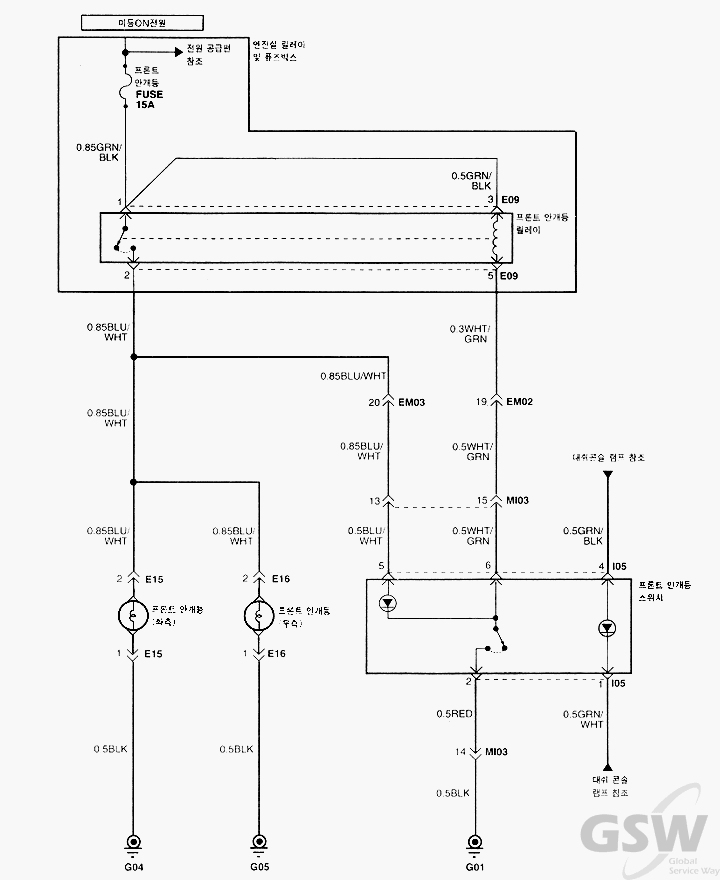 미등ON전원
전원 공급편
참조
엔진실 릴레이
및 퓨즈박스
프론트
안개등
FUSE
15A
0.85GRN/
BLK
0.5GRN/
BLK
1
3 E09
프론트 안개등
릴레이
2
5 E09
0.85BLU/
WHT
0.3WHT/
GRN
0.85BLU/WHT
20 EM03
19 EM02
0.85BLU/
WHT
0.85BLU/
WHT
0.5WHT/
GRN
대쉬콘솔 램프 참조
13
15 MI03
0.85BLU/
WHT
0.85BLU/
WHT
0.5BLU/
WHT
0.5WHT/
GRN
0.5GRN/
BLK
5
6
4 I05
2 E15
2 E16
프론트 안개등
스위치
프론트 안개등
(좌측)
프론트 안개등
(우측)
1 E15
1 E16
2
1 I05
0.5RED
0.5GRN/
WHT
0.5BLK
0.5BLK
14 MI03
대쉬 콘솔
램프 참조
0.5BLK
G04
G05
G01
GSW
Global
Service Way